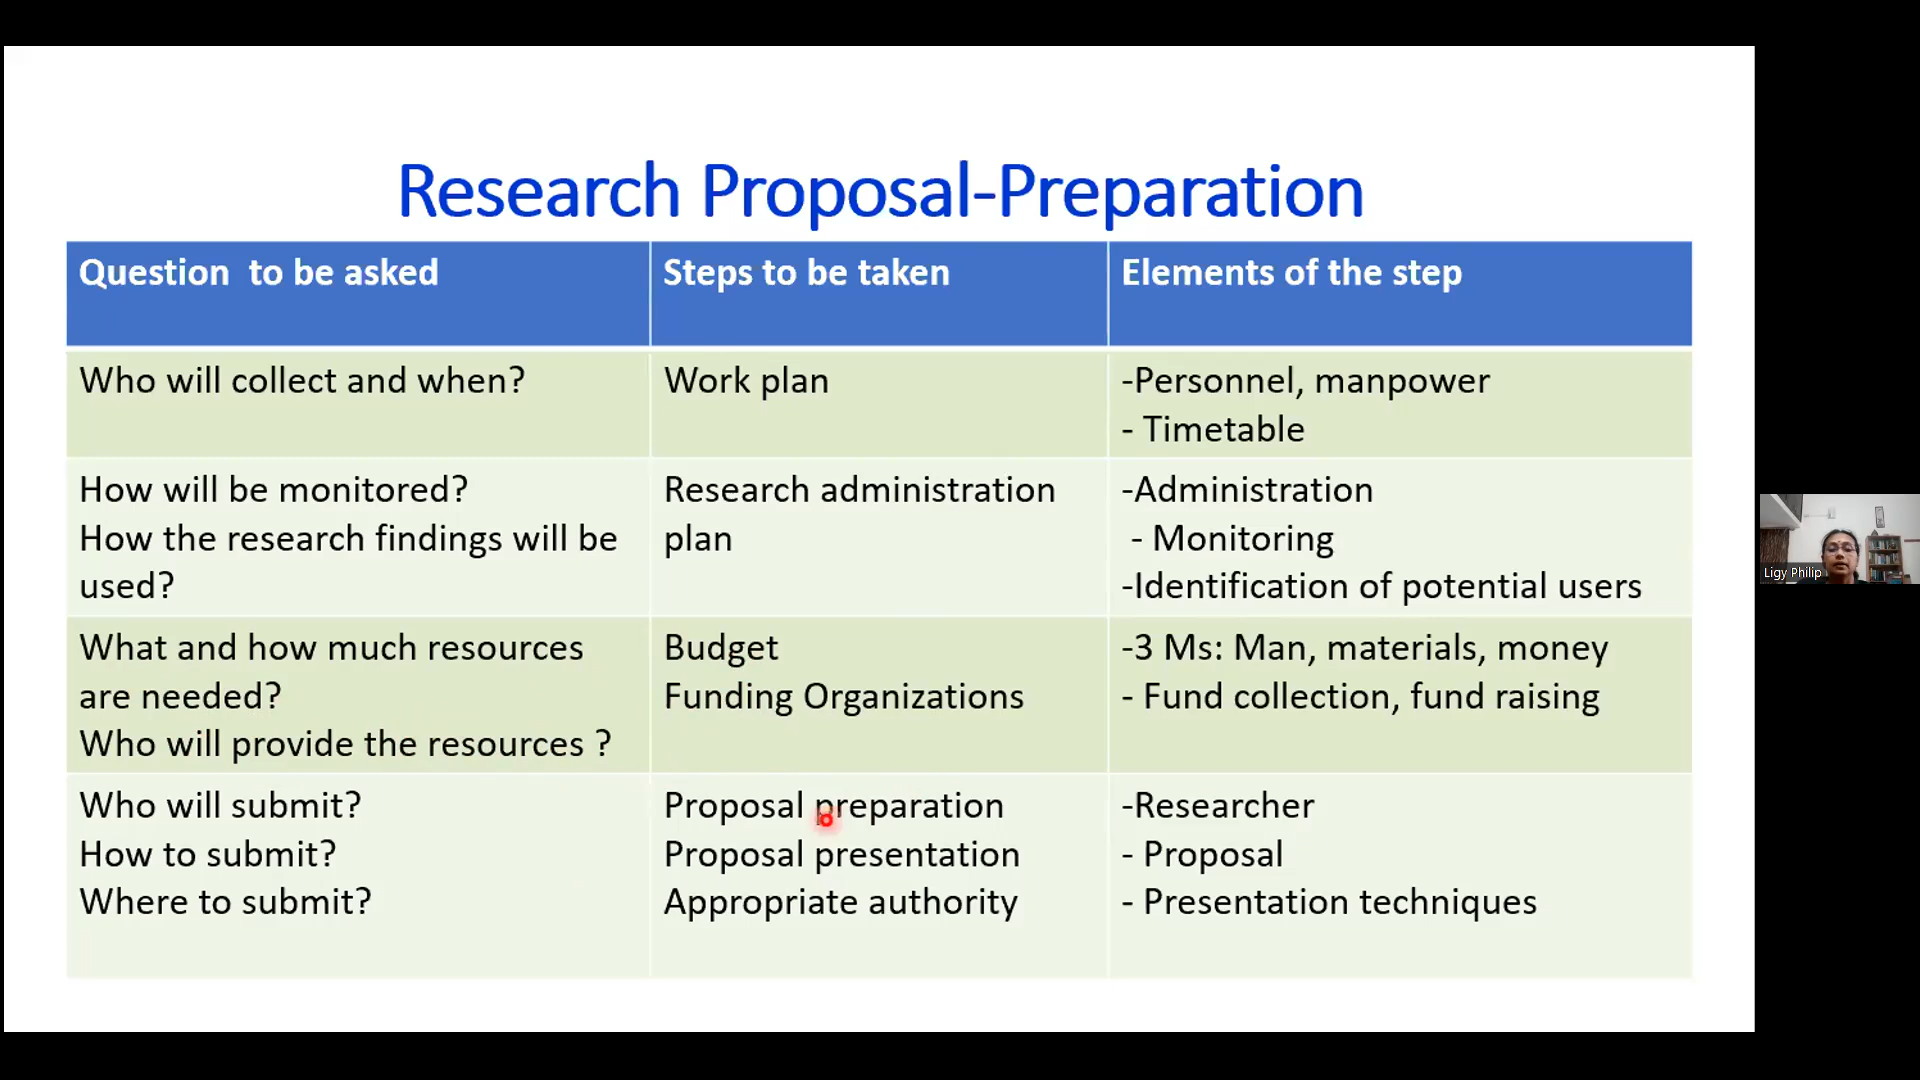 Research Proposal-Preparation
Question to be asked
Steps to be taken
Elements of the step
Who will collect and when?
Work plan
-Personnel, manpower
- Timetable
How will be monitored?
How the research findings will be
used?
Research administration
plan
-Administration
- Monitoring
-Identification of potential users
What and how much resources
are needed?
Who will provide the resources ?
Budget
Funding Organizations
-3 Ms: Man, materials, money
- Fund collection, fund raising
Who will submit?
How to submit?
Where to submit?
Proposal preparation
Proposal presentation
Appropriate authority
-Researcher
- Proposal
- Presentation techniques
Ligy Philip